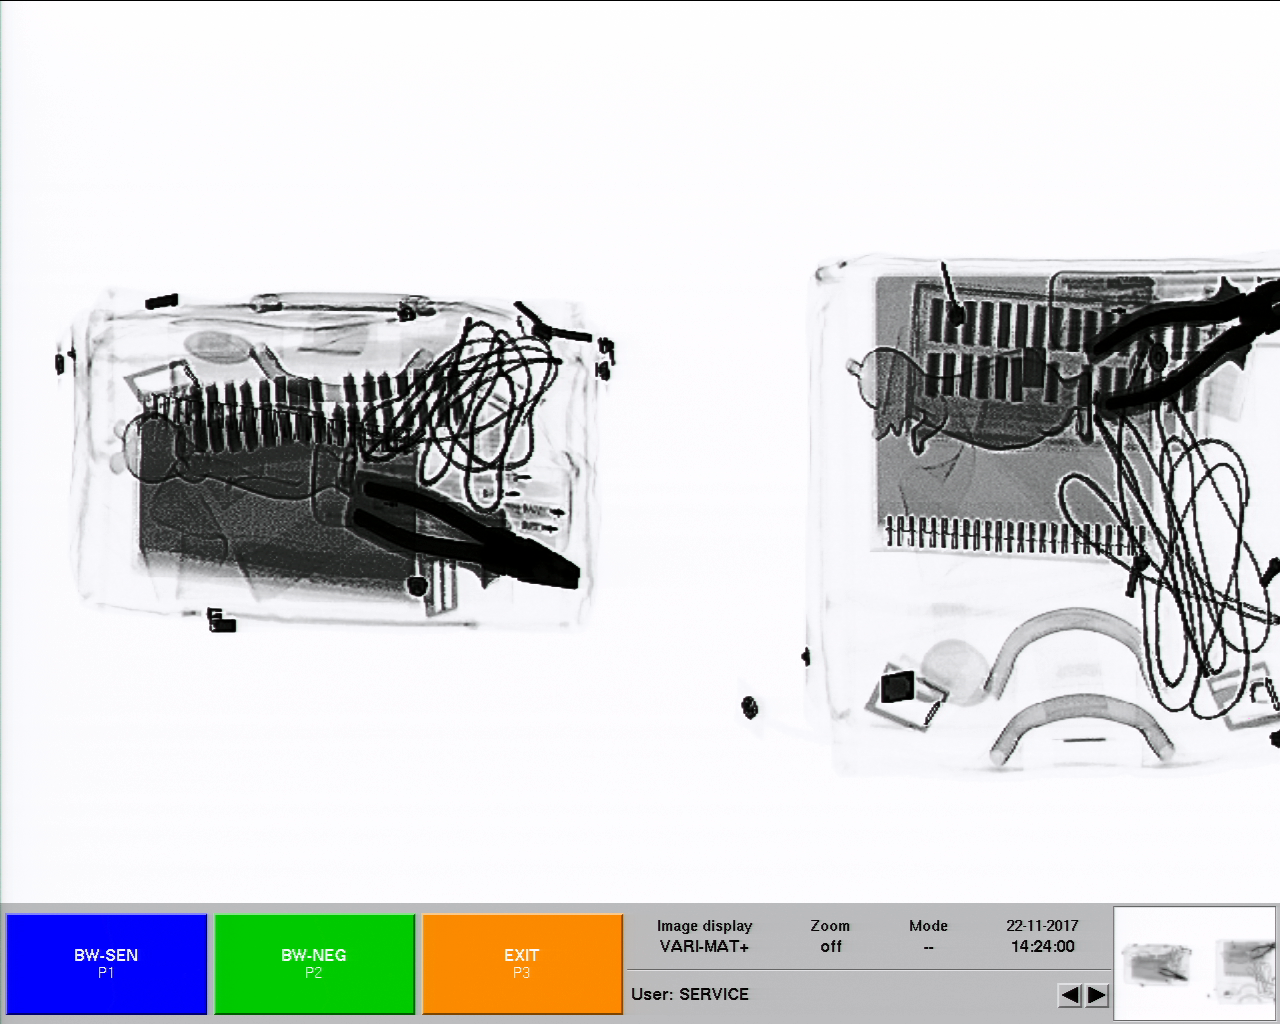 BW-SEN
P1
BW-NEG
P2
EXIT
P3
Image display
VARI-MAT+
Zoom
off
Mode
--
22-11-2017
14:24:00
User: SERVICE